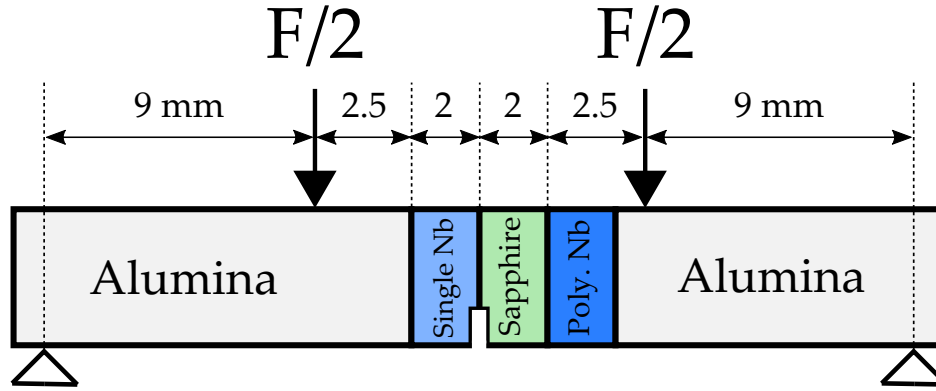 F/2 F/2
9 mm 2.5 2 2 2.5 9 mm
Alumina Single Nb Sapphire Poly. Nb Alumina